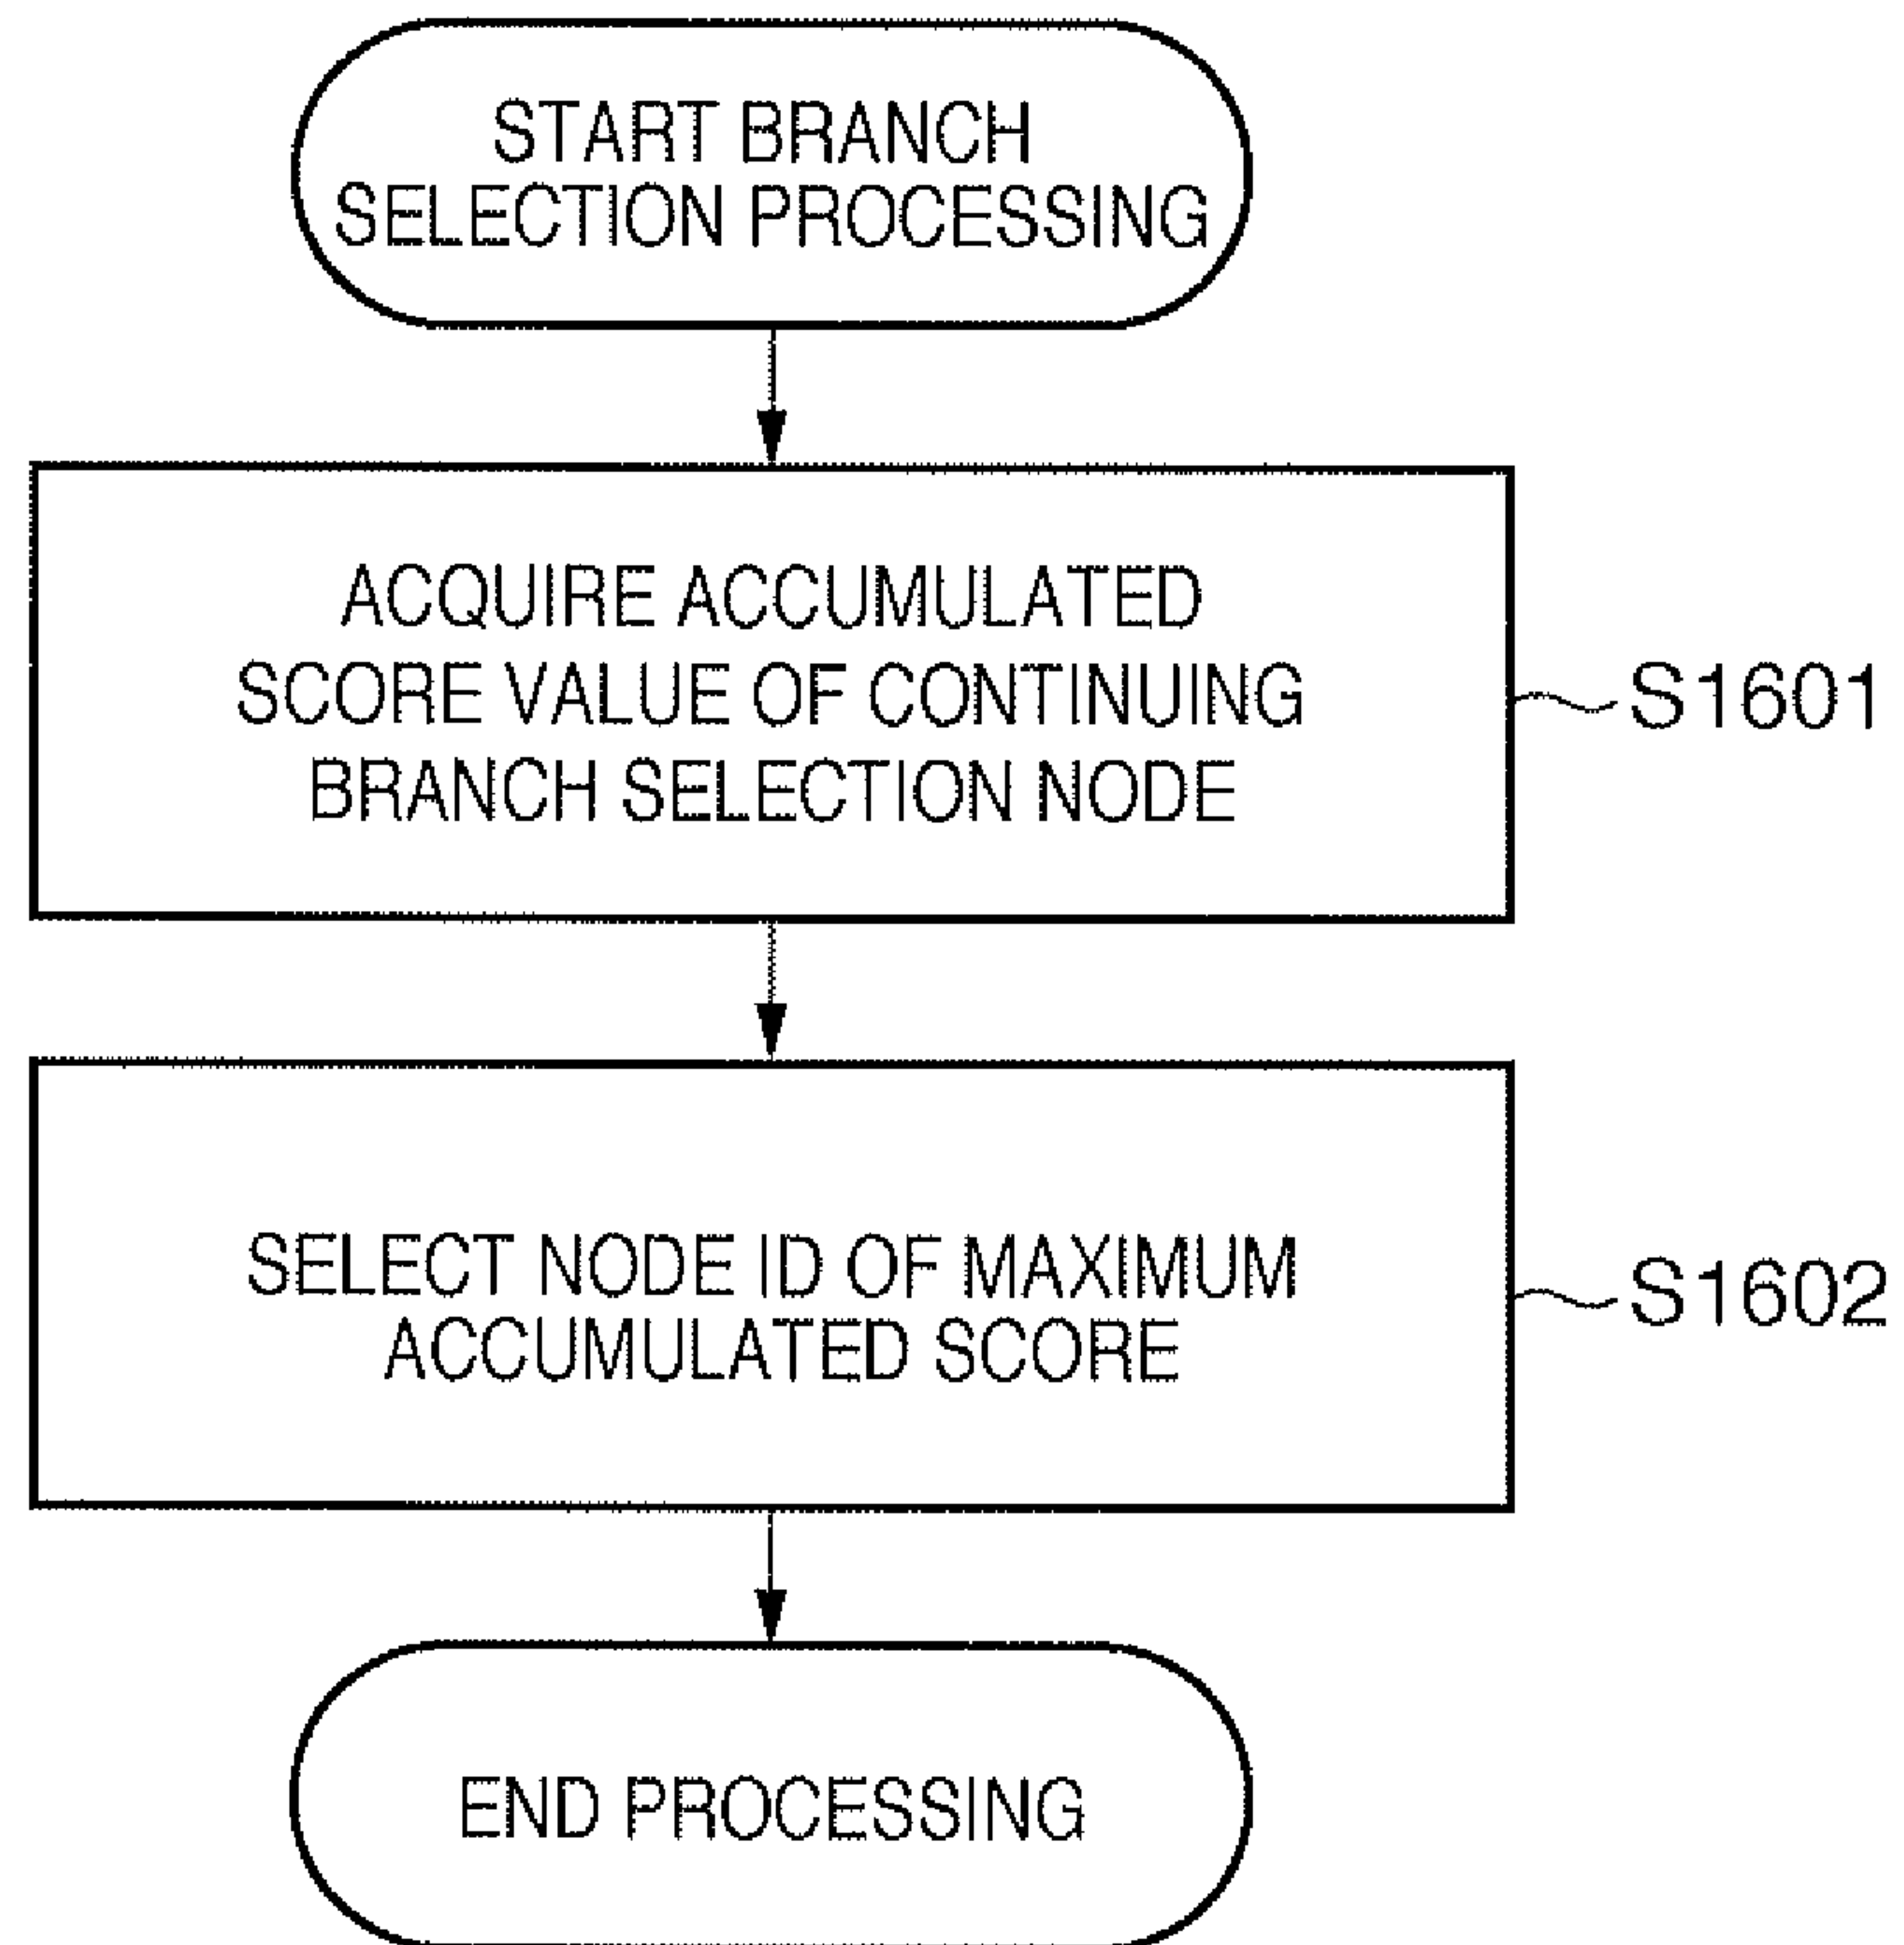 START BRANCH
SELECTION PROCESSING
ACQUIRE ACCUMULATED
SCORE VALUE OF CONTINUING
BRANCH SELECTION NODE
S1601
SELECT NODE ID OF MAXIMUM
ACCUMULATED SCORE
S1602
END PROCESSING